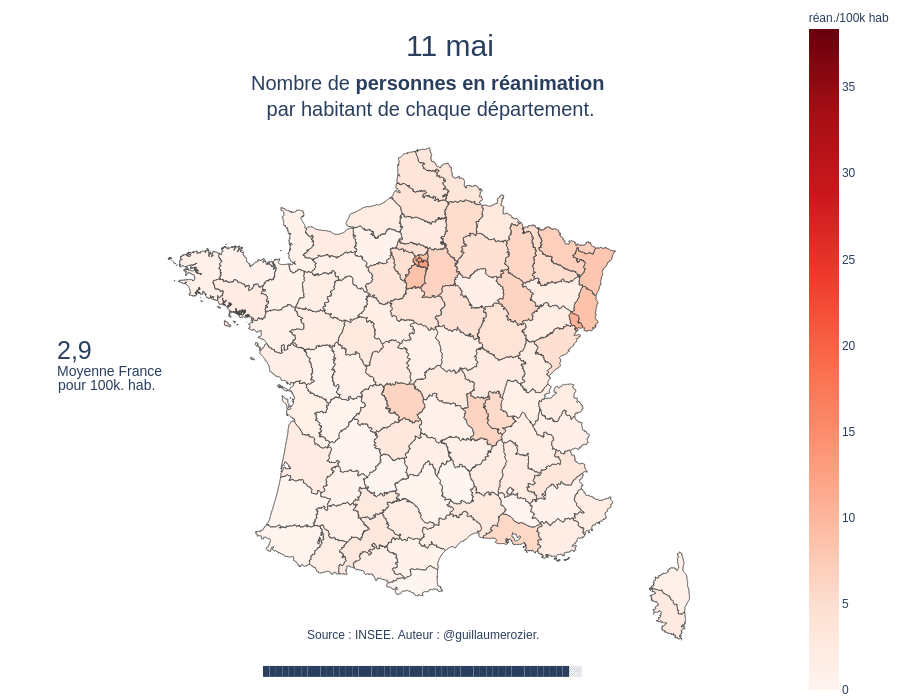 réan./100k hab
11 mai
Nombre de personnes en réanimation
par habitant de chaque département.
35
30
25
20
15
10
5
0
2,9
Moyenne France
pour 100k. hab.
Source : INSEE. Auteur : @guillaumerozier.